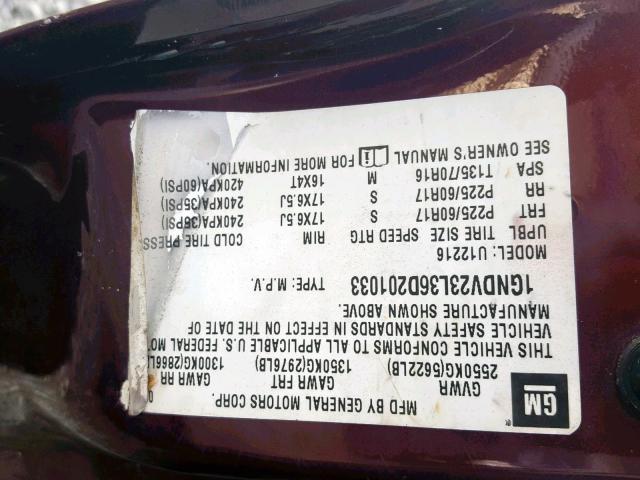 GM
®
MFD BY GENERAL MOTORS CORP.
GVWR GAWR FRT GAWR RR
2550KG(5622LB) 1350KG(2976LB) 1300KG(2866L
THIS VEHICLE CONFORMS TO ALL APPLICABLE U.S. FEDERAL MO
VEHICLE SAFETY STANDARDS IN EFFECT ON THE DATE OF
MANUFACTURE SHOWN ABOVE.
1GNDV23L36D201033 TYPE: M.P.V.
MODEL: U12216
UPBL TIRE SIZE SPEED RTG RIM COLD TIRE PRESS
FRT P225/60R17 S 17X6.5J 240KPA(35PSI)
RR P225/60R17 S 17X6.5J 240KPA(35PSI)
SPA T135/70R16 M 16X4T 420KPA(60PSI)
SEE OWNER'S MANUAL i FOR MORE INFORMATION.